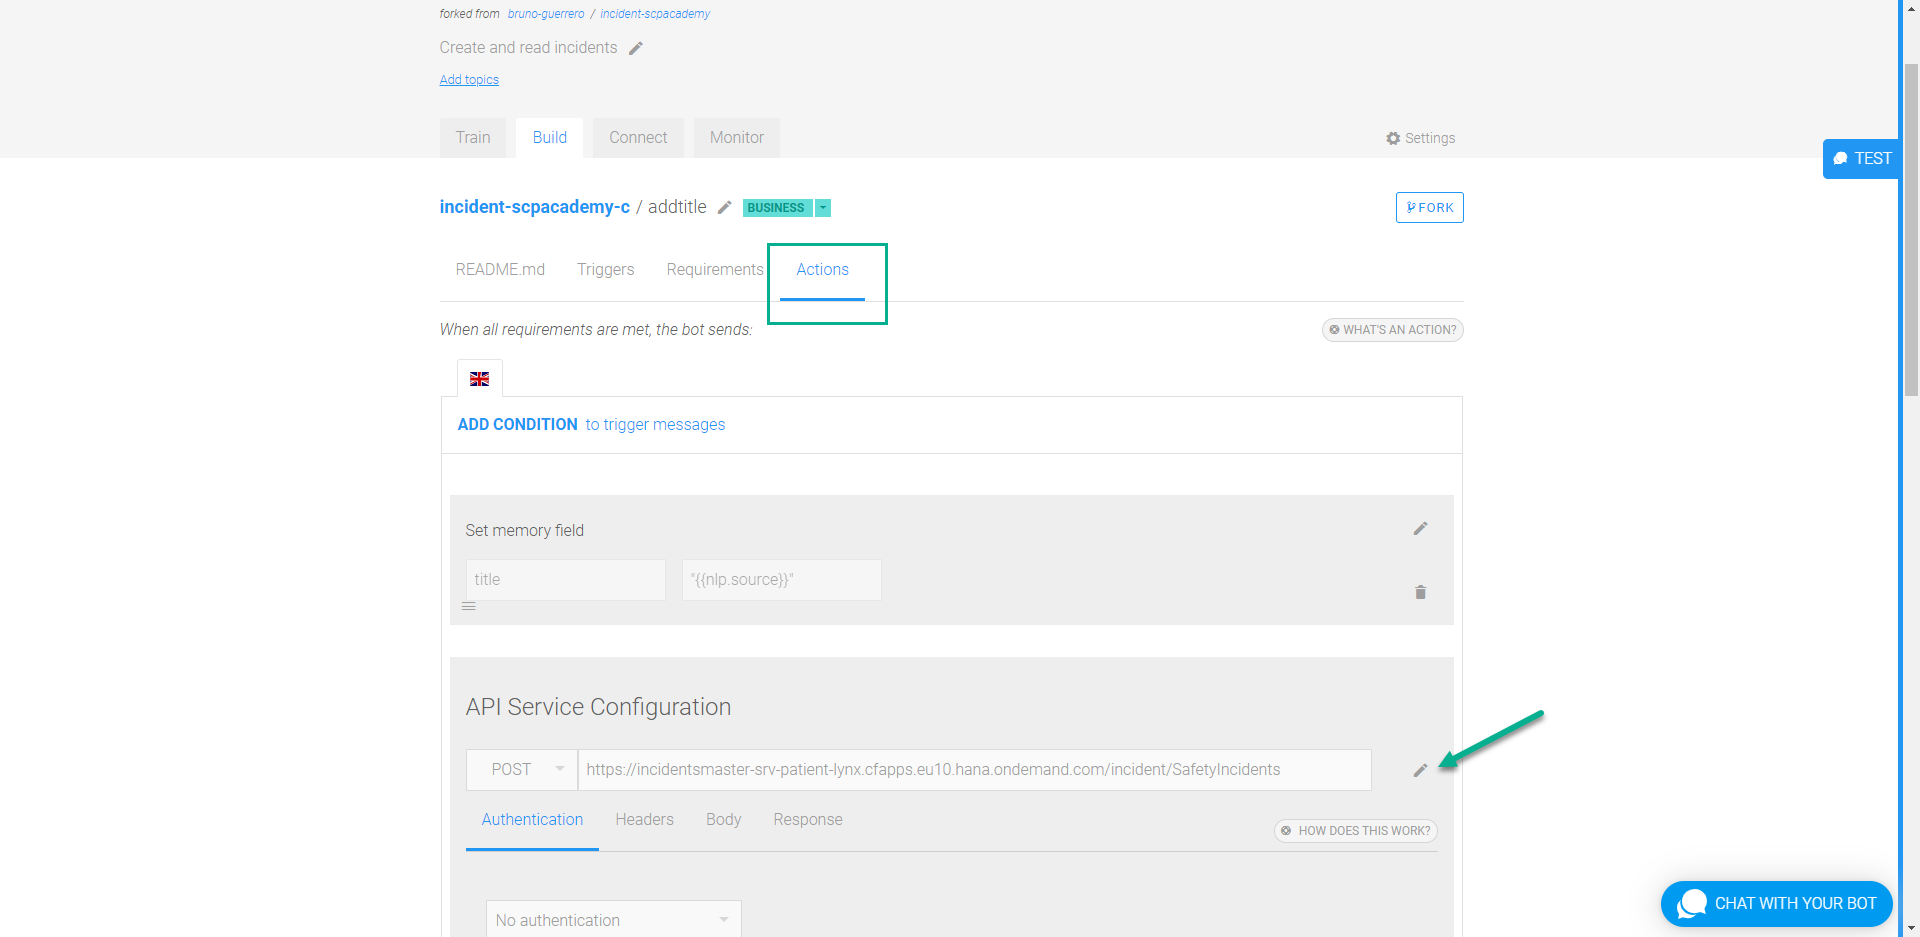 forked from bruno-guerrero / incident-scpacademy
Create and read incidents
Add topics
Train Build Connect Monitor Settings
TEST
incident-scpacademy-c / addtitle BUSINESS FORK
README.md Triggers Requirements Actions
When all requirements are met, the bot sends: WHAT'S AN ACTION?
ADD CONDITION to trigger messages
Set memory field
title "{{nlp.source}}"
API Service Configuration
POST https://incidentsmaster-srv-patient-lynx.cfapps.eu10.hana.ondemand.com/incident/SafetyIncidents
Authentication Headers Body Response HOW DOES THIS WORK?
No authentication
CHAT WITH YOUR BOT